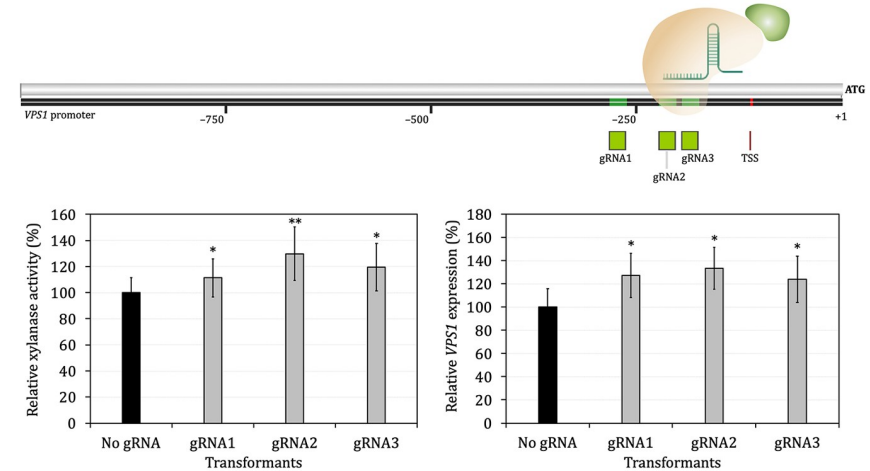 ATG
VPS1 promoter
−750
−500
−250
+1
gRNA1
gRNA3
TSS
gRNA2
160
140
120
100
80
60
40
20
0
Relative xylanase activity (%)
*
**
*
No gRNA
gRNA1
gRNA2
gRNA3
Transformants
180
160
140
120
100
80
60
40
20
0
Relative VPS1 expression (%)
*
*
*
No gRNA
gRNA1
gRNA2
gRNA3
Transformants